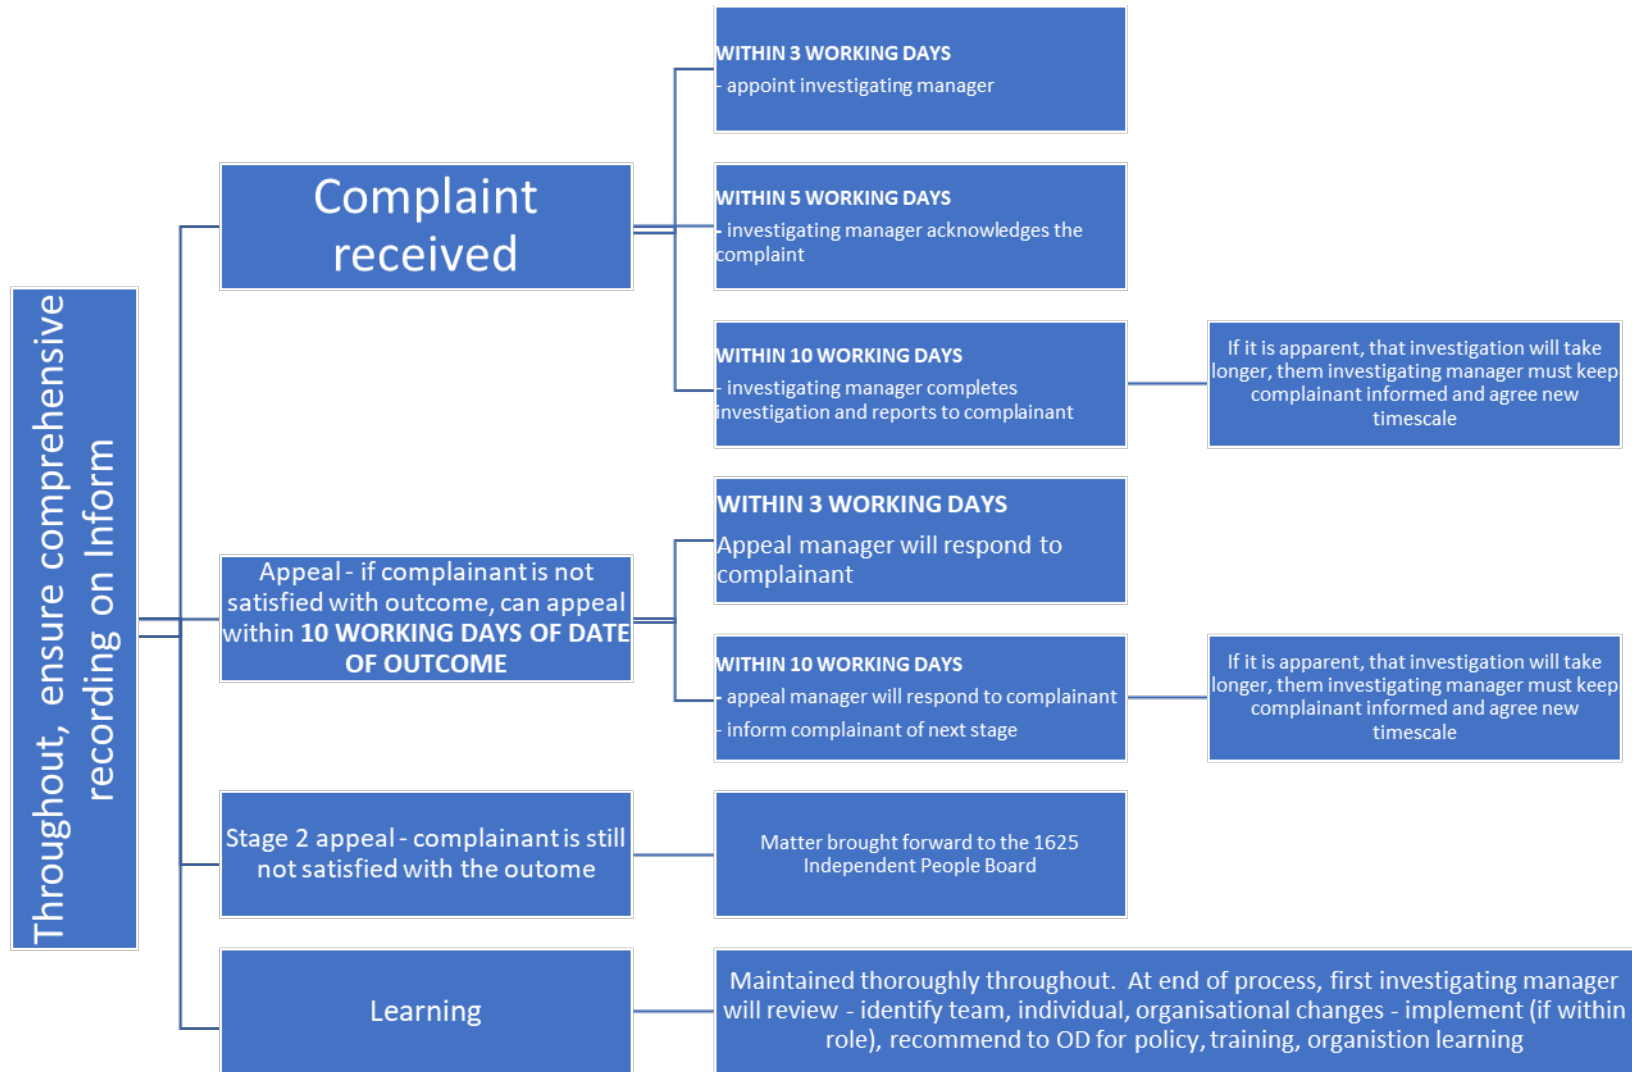 Throughout, ensure comprehensive
recording on Inform
Complaint
received
WITHIN 3 WORKING DAYS
- appoint investigating manager
WITHIN 5 WORKING DAYS
- investigating manager acknowledges the
complaint
WITHIN 10 WORKING DAYS
- investigating manager completes
investigation and reports to complainant
If it is apparent, that investigation will take
longer, them investigating manager must keep
complainant informed and agree new
timescale
Appeal - if complainant is not
satisfied with outcome, can appeal
within 10 WORKING DAYS OF DATE
OF OUTCOME
WITHIN 3 WORKING DAYS
Appeal manager will respond to
complainant
WITHIN 10 WORKING DAYS
- appeal manager will respond to complainant
- inform complainant of next stage
If it is apparent, that investigation will take
longer, them investigating manager must keep
complainant informed and agree new
timescale
Stage 2 appeal - complainant is still
not satisfied with the outome
Matter brought forward to the 1625
Independent People Board
Learning
Maintained thoroughly throughout. At end of process, first investigating manager
will review - identify team, individual, organisational changes - implement (if within
role), recommend to OD for policy, training, organistion learning